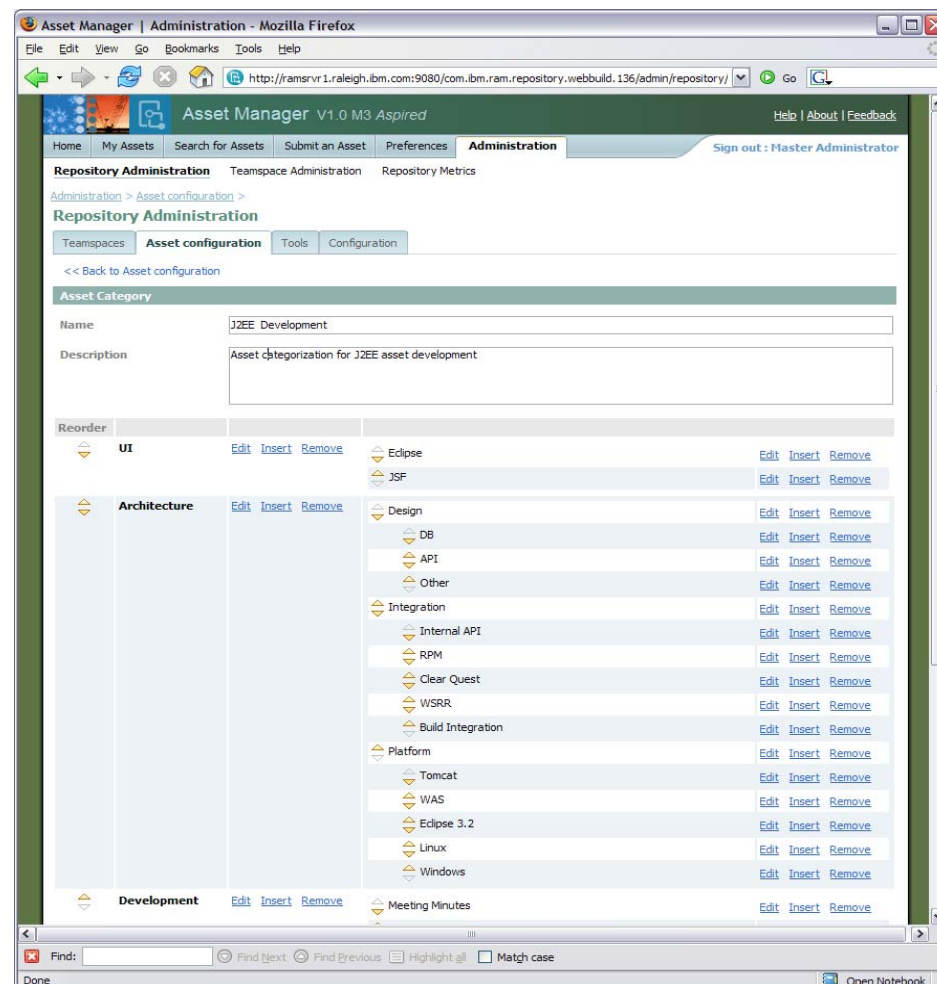 Asset Manager | Administration - Mozilla Firefox
File Edit View Go Bookmarks Tools Help
http://ramsrvr1.raleigh.ibm.com:9080/com.ibm.ram.repository.webbuild.136/admin/repository/ Go G
Asset Manager V1.0 M3 Aspired Help | About | Feedback
Home My Assets Search for Assets Submit an Asset Preferences Administration Sign out : Master Administrator
Repository Administration Teamspace Administration Repository Metrics
Administration > Asset configuration >
Repository Administration
Teamspaces Asset configuration Tools Configuration
<< Back to Asset configuration
Asset Category
Name J2EE Development
Description Asset categorization for J2EE asset development
Reorder
UI Edit Insert Remove Eclipse Edit Insert Remove
JSF Edit Insert Remove
Architecture Edit Insert Remove Design Edit Insert Remove
DB Edit Insert Remove
API Edit Insert Remove
Other Edit Insert Remove
Integration Edit Insert Remove
Internal API Edit Insert Remove
RPM Edit Insert Remove
Clear Quest Edit Insert Remove
WSRR Edit Insert Remove
Build Integration Edit Insert Remove
Platform Edit Insert Remove
Tomcat Edit Insert Remove
WAS Edit Insert Remove
Eclipse 3.2 Edit Insert Remove
Linux Edit Insert Remove
Windows Edit Insert Remove
Development Edit Insert Remove Meeting Minutes Edit Insert Remove
Find: Find Next Find Previous Highlight all Match case
Done Open Notebook